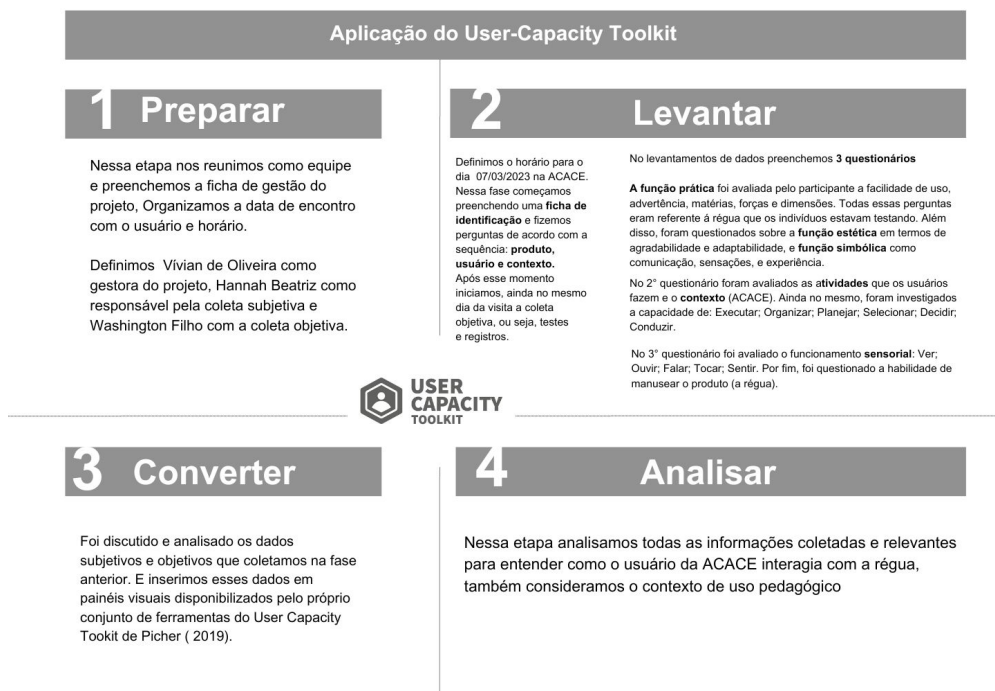 Aplicação do User-Capacity Toolkit
1 Preparar
Nessa etapa nos reunimos como equipe
e preenchemos a ficha de gestão do
projeto, Organizamos a data de encontro
com o usuário e horário.
Definimos Vívian de Oliveira como
gestora do projeto, Hannah Beatriz como
responsável pela coleta subjetiva e
Washington Filho com a coleta objetiva.
2 Levantar
Definimos o horário para o
dia 07/03/2023 na ACACE.
Nessa fase começamos
preenchendo uma ficha de
identificação e fizemos
perguntas de acordo com a
sequência: produto,
usuário e contexto.
Após esse momento
iniciamos, ainda no mesmo
dia da visita a coleta
objetiva, ou seja, testes
e registros.
No levantamentos de dados preenchemos 3 questionários
A função prática foi avaliada pelo participante a facilidade de uso,
advertência, matérias, forças e dimensões. Todas essas perguntas
eram referente á régua que os indivíduos estavam testando. Além
disso, foram questionados sobre a função estética em termos de
agradabilidade e adaptabilidade, e função simbólica como
comunicação, sensações, e experiência.
No 2° questionário foram avaliados as atividades que os usuários
fazem e o contexto (ACACE). Ainda no mesmo, foram investigados
a capacidade de: Executar; Organizar; Planejar; Selecionar; Decidir;
Conduzir.
No 3° questionário foi avaliado o funcionamento sensorial: Ver;
Ouvir; Falar; Tocar; Sentir. Por fim, foi questionado a habilidade de
manusear o produto (a régua).
USER
CAPACITY
TOOLKIT
3 Converter
Foi discutido e analisado os dados
subjetivos e objetivos que coletamos na fase
anterior. E inserimos esses dados em
painéis visuais disponibilizados pelo próprio
conjunto de ferramentas do User Capacity
Tookit de Picher ( 2019).
4 Analisar
Nessa etapa analisamos todas as informações coletadas e relevantes
para entender como o usuário da ACACE interagia com a régua,
também consideramos o contexto de uso pedagógico